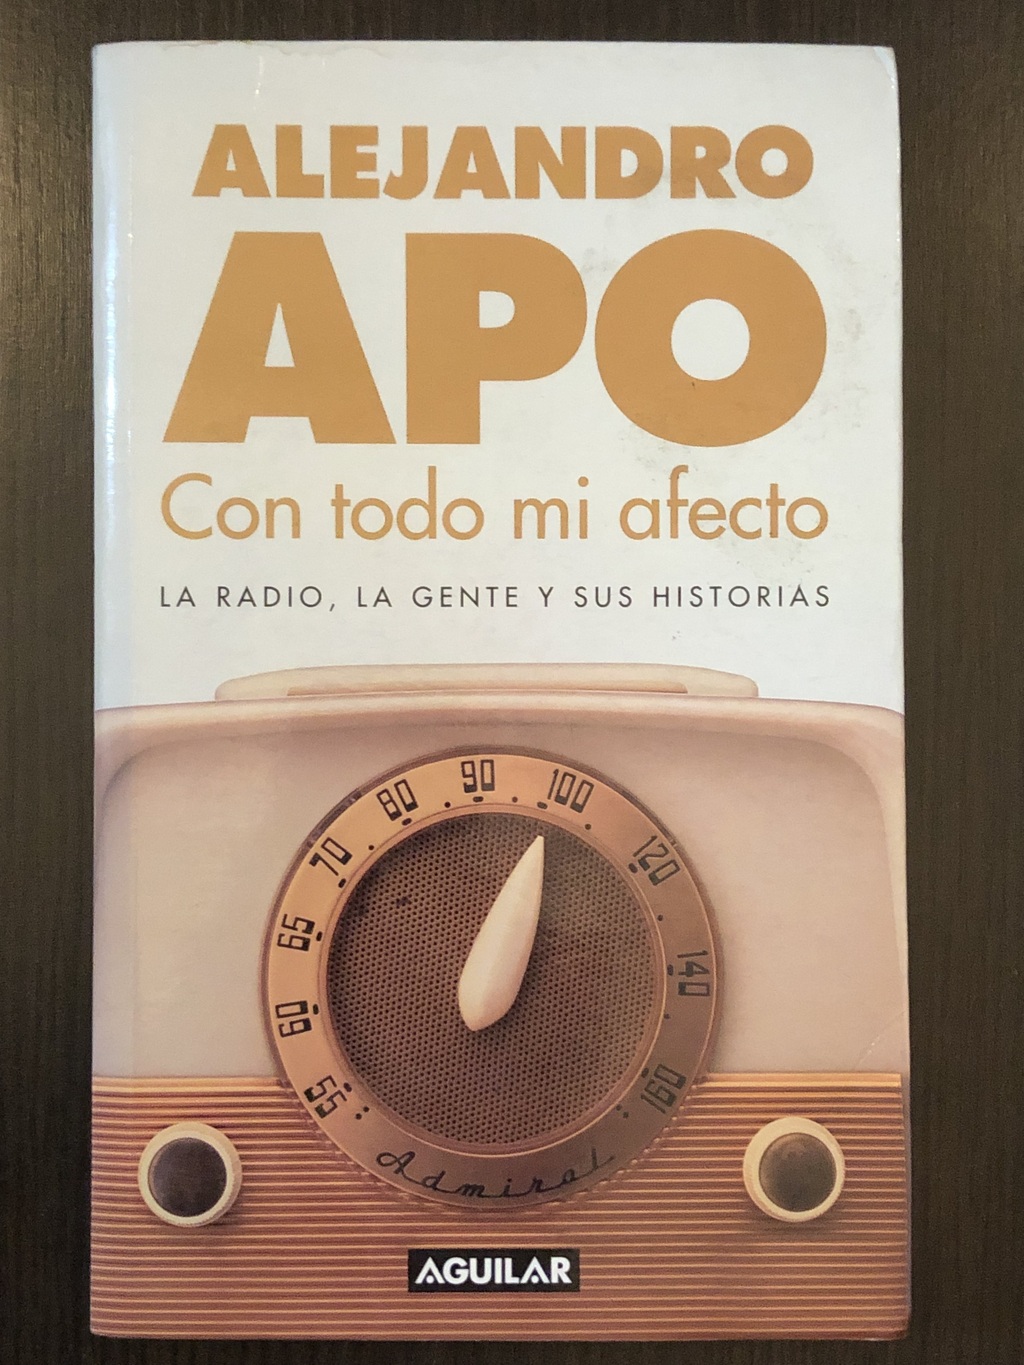 ALEJANDRO
APO
Con todo mi afecto
LA RADIO, LA GENTE Y SUS HISTORIAS
55 60 65 70 80 90 100 120 140 160
Admiral
AGUILAR